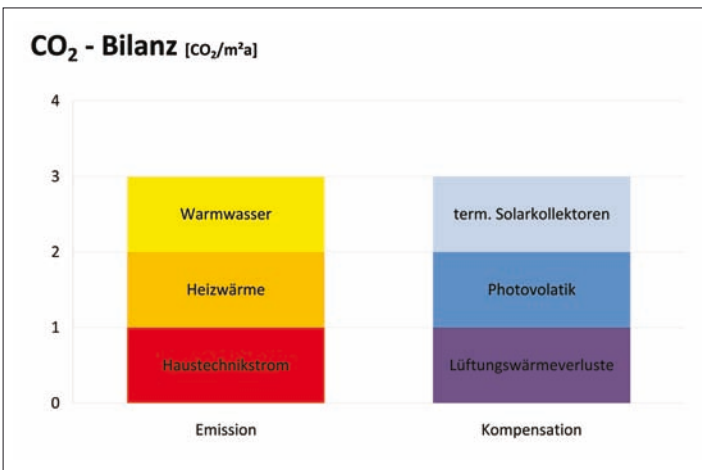 CO₂ - Bilanz [CO₂/m²a]
4
3
2
1
0
Warmwasser
term. Solarkollektoren
Heizwärme
Photovolatik
Haustechnikstrom
Lüftungswärmeverluste
Emission
Kompensation